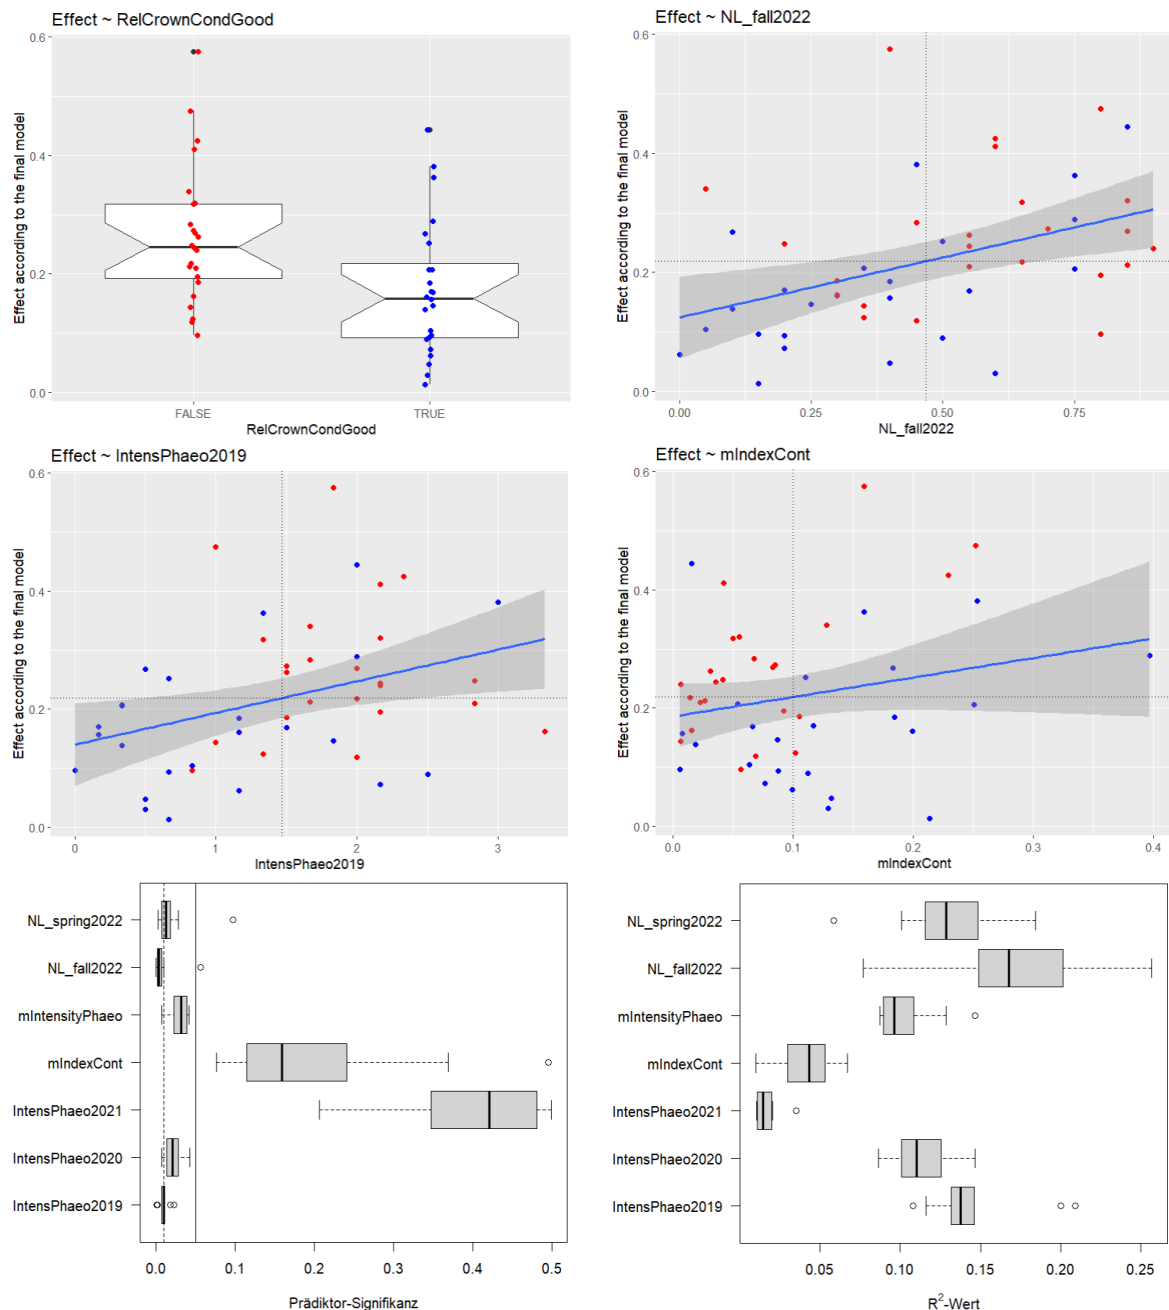 Effect ~ RelCrownCondGood
Effect according to the final model
0.6
0.4
0.2
0.0
FALSE
TRUE
RelCrownCondGood
Effect ~ NL_fall2022
Effect according to the final model
0.6
0.4
0.2
0.0
0.00
0.25
0.50
0.75
NL_fall2022
Effect ~ IntensPhaeo2019
Effect according to the final model
0.6
0.4
0.2
0.0
0
1
2
3
IntensPhaeo2019
Effect ~ mIndexCont
Effect according to the final model
0.6
0.4
0.2
0.0
0.0
0.1
0.2
0.3
0.4
mIndexCont
NL_spring2022
NL_fall2022
mIntensityPhaeo
mIndexCont
IntensPhaeo2021
IntensPhaeo2020
IntensPhaeo2019
0.0
0.1
0.2
0.3
0.4
0.5
Prädiktor-Signifikanz
NL_spring2022
NL_fall2022
mIntensityPhaeo
mIndexCont
IntensPhaeo2021
IntensPhaeo2020
IntensPhaeo2019
0.05
0.10
0.15
0.20
0.25
R²-Wert